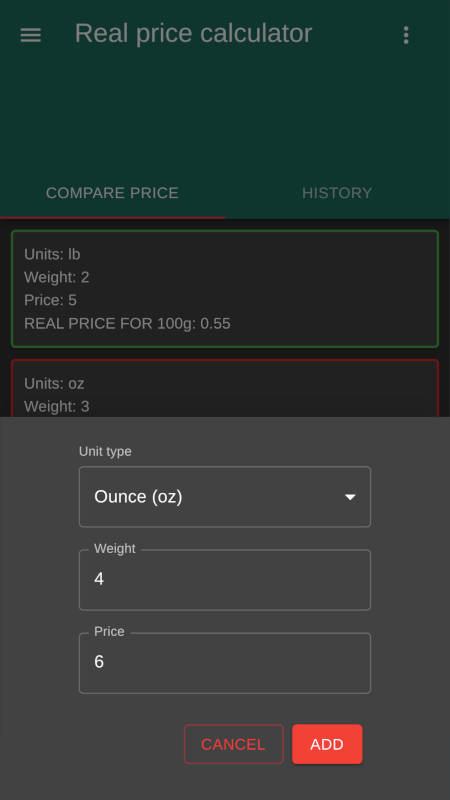 Real price calculator
COMPARE PRICE
HISTORY
Units: lb
Weight: 2
Price: 5
REAL PRICE FOR 100g: 0.55
Units: oz
Weight: 3
Unit type
Ounce (oz)
Weight
4
Price
6
CANCEL
ADD